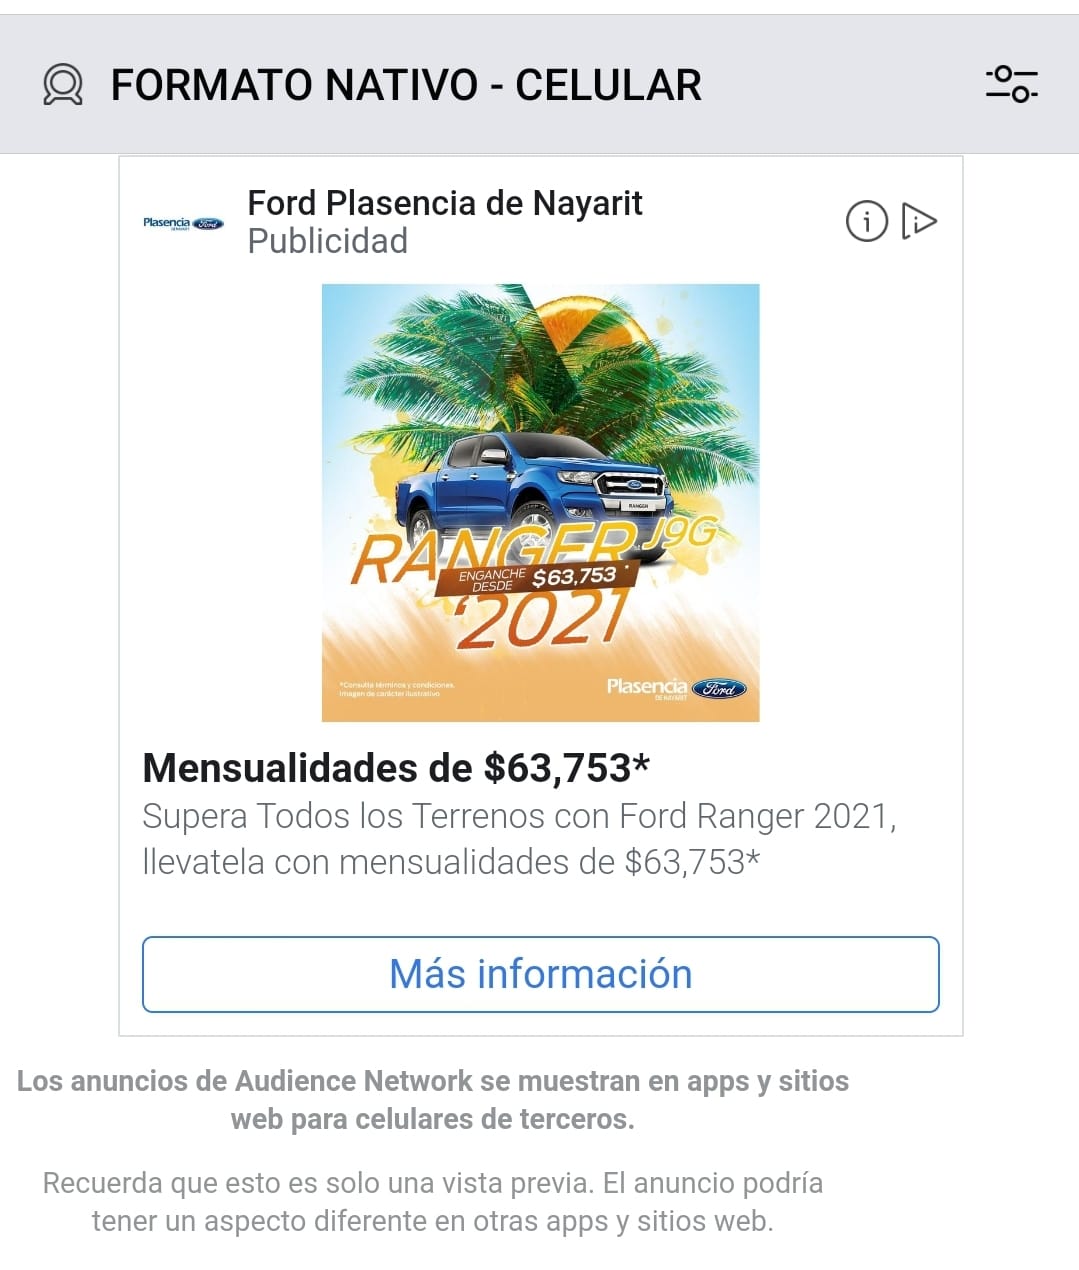 FORMATO NATIVO - CELULAR
Plasencia Ford
DE NAYARIT
Ford Plasencia de Nayarit
Publicidad
Ford
RANGER
RANGER J9G
ENGANCHE
DESDE $63,753*
'2021
*Consulta términos y condiciones.
Imagen de carácter ilustrativo
Plasencia Ford
DE NAYARIT
Mensualidades de $63,753*
Supera Todos los Terrenos con Ford Ranger 2021,
llevatela con mensualidades de $63,753*
Más información
Los anuncios de Audience Network se muestran en apps y sitios
web para celulares de terceros.
Recuerda que esto es solo una vista previa. El anuncio podría
tener un aspecto diferente en otras apps y sitios web.